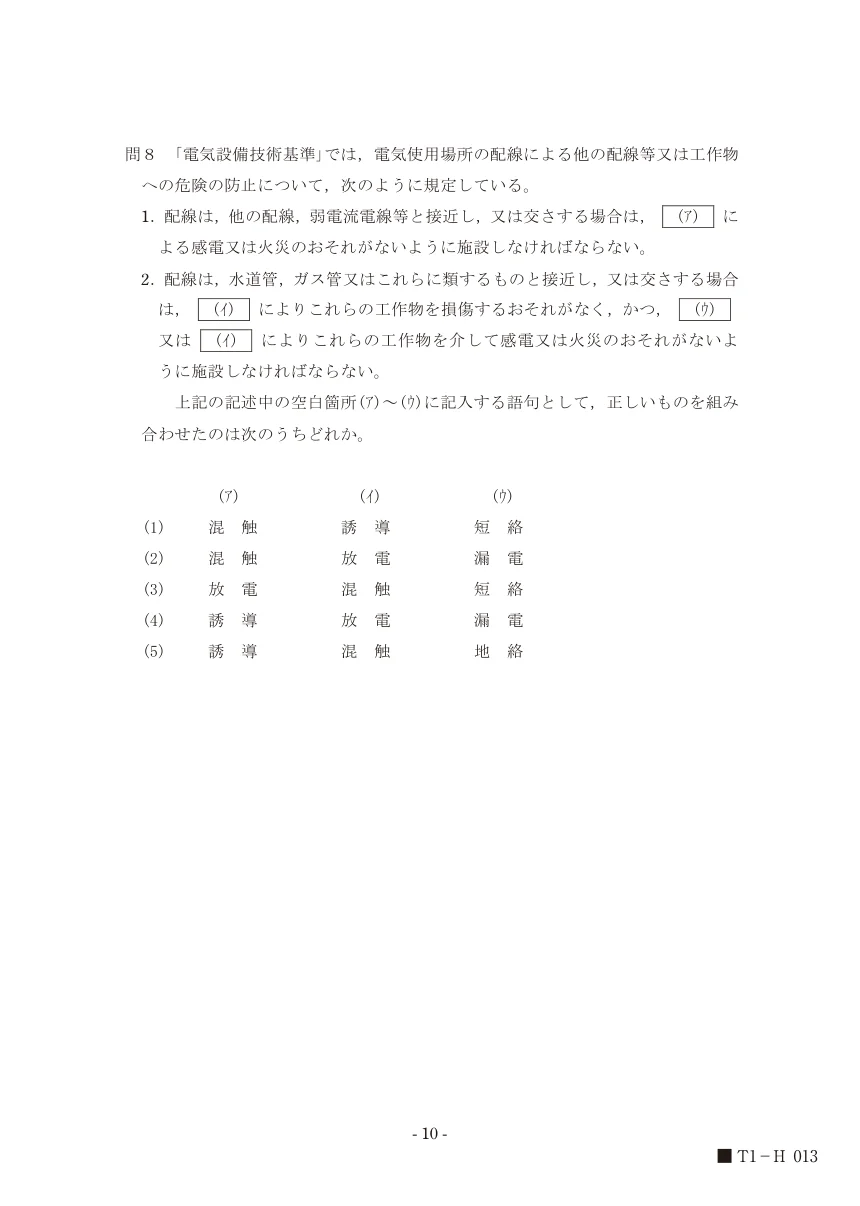 問８ 「電気設備技術基準」では，電気使用場所の配線による他の配線等又は工作物
への危険の防止について，次のように規定している。
1. 配線は，他の配線，弱電流電線等と接近し，又は交さする場合は， (ｱ) に
よる感電又は火災のおそれがないように施設しなければならない。
2. 配線は，水道管，ガス管又はこれらに類するものと接近し，又は交さする場合
は， (ｲ) によりこれらの工作物を損傷するおそれがなく，かつ， (ｳ)
又は (ｲ) によりこれらの工作物を介して感電又は火災のおそれがないよ
うに施設しなければならない。
上記の記述中の空白箇所(ｱ)～(ｳ)に記入する語句として，正しいものを組み
合わせたのは次のうちどれか。
(ｱ) (ｲ) (ｳ)
(1) 混 触 誘 導 短 絡
(2) 混 触 放 電 漏 電
(3) 放 電 混 触 短 絡
(4) 誘 導 放 電 漏 電
(5) 誘 導 混 触 地 絡
- 10 -
■ T1－H 013